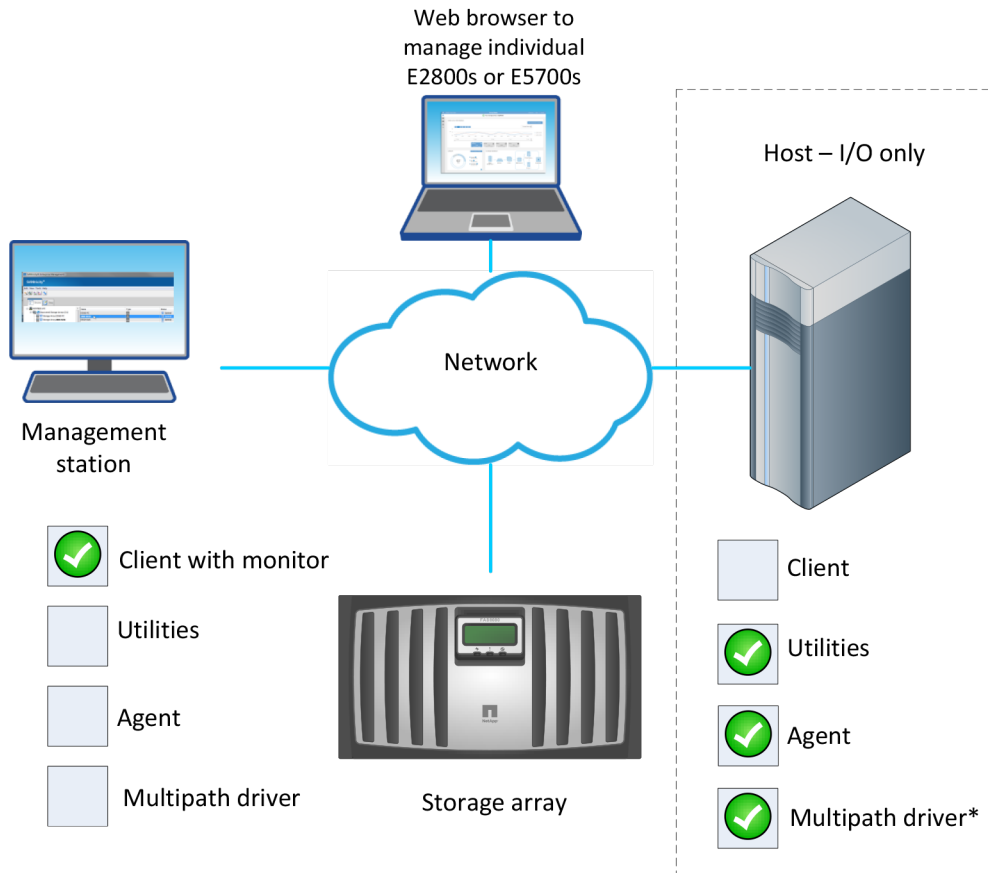 Web browser to
manage individual
E2800s or E5700s
Host – I/O only
Network
Management
station
Client with monitor
Utilities
Agent
Multipath driver
Storage array
NetApp
Client
Utilities
Agent
Multipath driver*